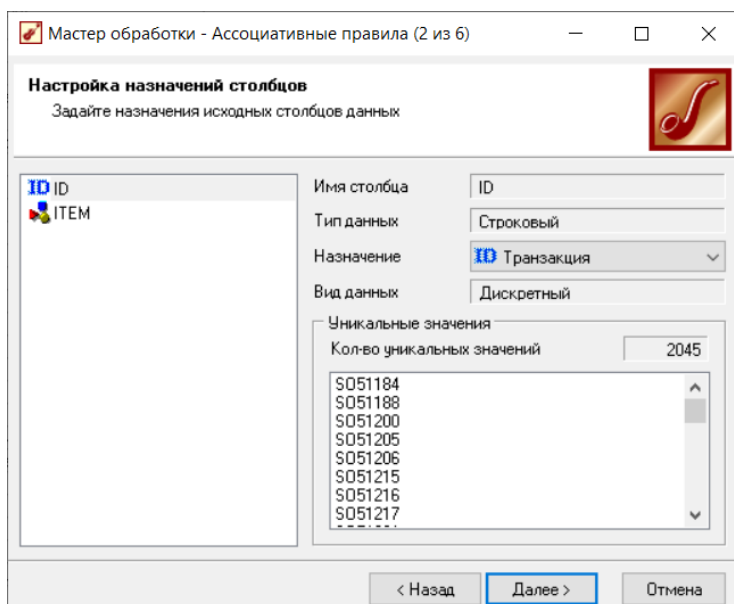 Мастер обработки - Ассоциативные правила (2 из 6)
Настройка назначений столбцов
Задайте назначения исходных столбцов данных
ID ID
ITEM
Имя столбца ID
Тип данных Строковый
Назначение ID Транзакция
Вид данных Дискретный
Уникальные значения
Кол-во уникальных значений 2045
SO51184
SO51188
SO51200
SO51205
SO51206
SO51215
SO51216
SO51217
< Назад Далее > Отмена